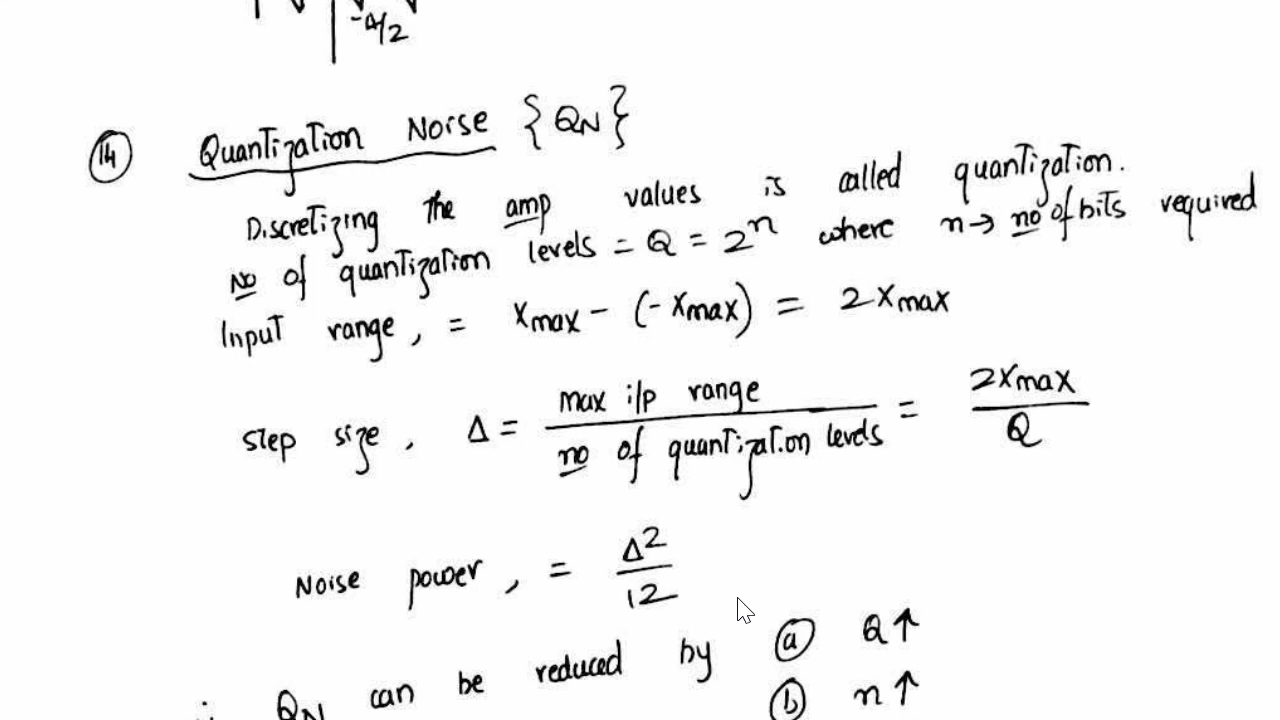 -Δ/2
14 Quantization Noise {QN}
Discretizing the amp values is called quantization.
No of quantization levels = Q = 2^n where n → no of bits required
Input range, = Xmax - (-Xmax) = 2Xmax
step size, Δ = max i/p range / no of quantization levels = 2Xmax / Q
Noise power, = Δ^2 / 12
∴ QN can be reduced by (a) Q↑
(b) n↑